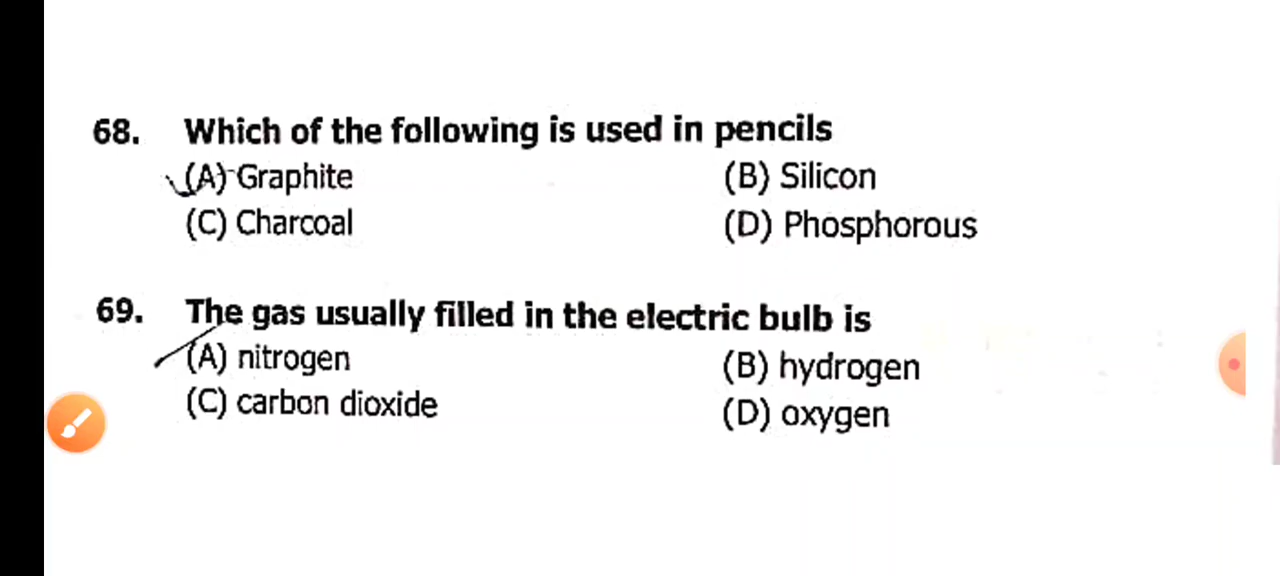 68. Which of the following is used in pencils
(A) Graphite (B) Silicon
(C) Charcoal (D) Phosphorous
69. The gas usually filled in the electric bulb is
(A) nitrogen (B) hydrogen
(C) carbon dioxide (D) oxygen